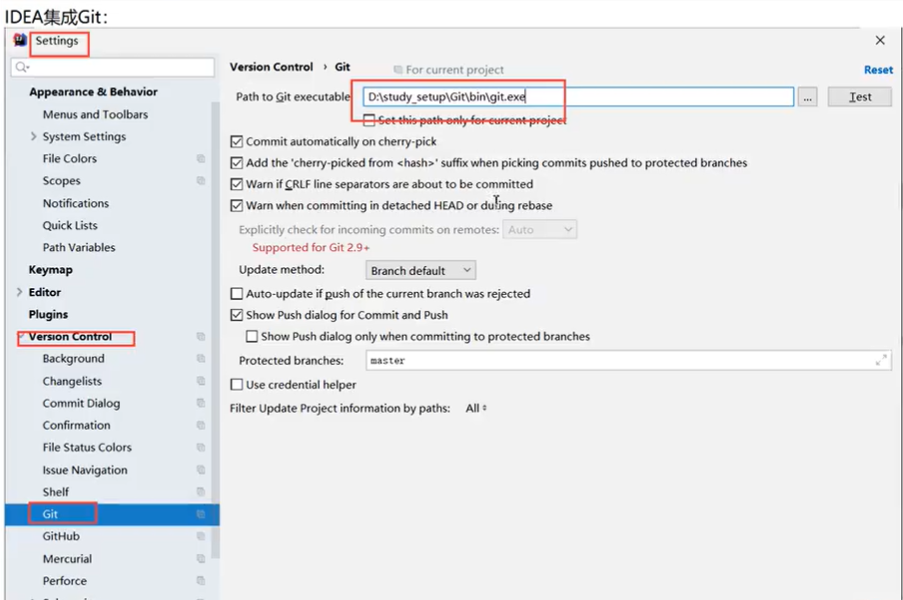 IDEA集成Git：
Settings
Appearance & Behavior
Menus and Toolbars
System Settings
File Colors
Scopes
Notifications
Quick Lists
Path Variables
Keymap
Editor
Plugins
Version Control
Background
Changelists
Commit Dialog
Confirmation
File Status Colors
Issue Navigation
Shelf
Git
GitHub
Mercurial
Perforce
Version Control › Git
For current project
Reset
Path to Git executable
D:\study_setup\Git\bin\git.exe
...
Test
Set this path only for current project
Commit automatically on cherry-pick
Add the 'cherry-picked from <hash>' suffix when picking commits pushed to protected branches
Warn if CRLF line separators are about to be committed
Warn when committing in detached HEAD or during rebase
Explicitly check for incoming commits on remotes: Auto
Supported for Git 2.9+
Update method: Branch default
Auto-update if push of the current branch was rejected
Show Push dialog for Commit and Push
Show Push dialog only when committing to protected branches
Protected branches: master
Use credential helper
Filter Update Project information by paths: All